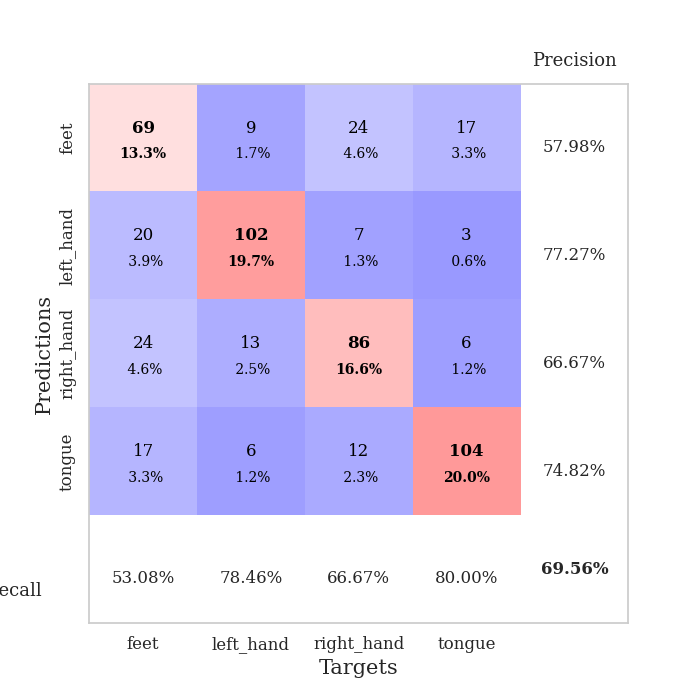 Precision
feet 69 9 24 17 57.98%
13.3% 1.7% 4.6% 3.3%
left_hand 20 102 7 3 77.27%
3.9% 19.7% 1.3% 0.6%
right_hand 24 13 86 6 66.67%
4.6% 2.5% 16.6% 1.2%
tongue 17 6 12 104 74.82%
3.3% 1.2% 2.3% 20.0%
Predictions
ecall 53.08% 78.46% 66.67% 80.00% 69.56%
feet left_hand right_hand tongue
Targets